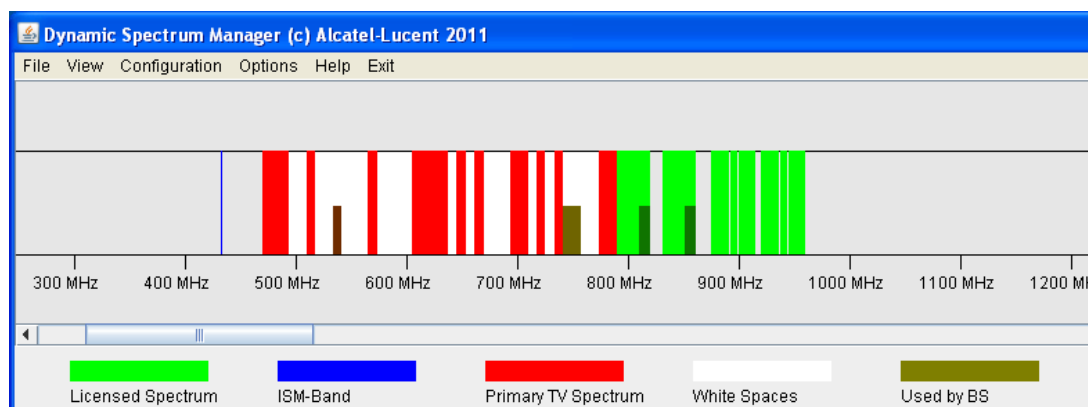 Dynamic Spectrum Manager (c) Alcatel-Lucent 2011
File View Configuration Options Help Exit
300 MHz 400 MHz 500 MHz 600 MHz 700 MHz 800 MHz 900 MHz 1000 MHz 1100 MHz 1200 M
Licensed Spectrum ISM-Band Primary TV Spectrum White Spaces Used by BS